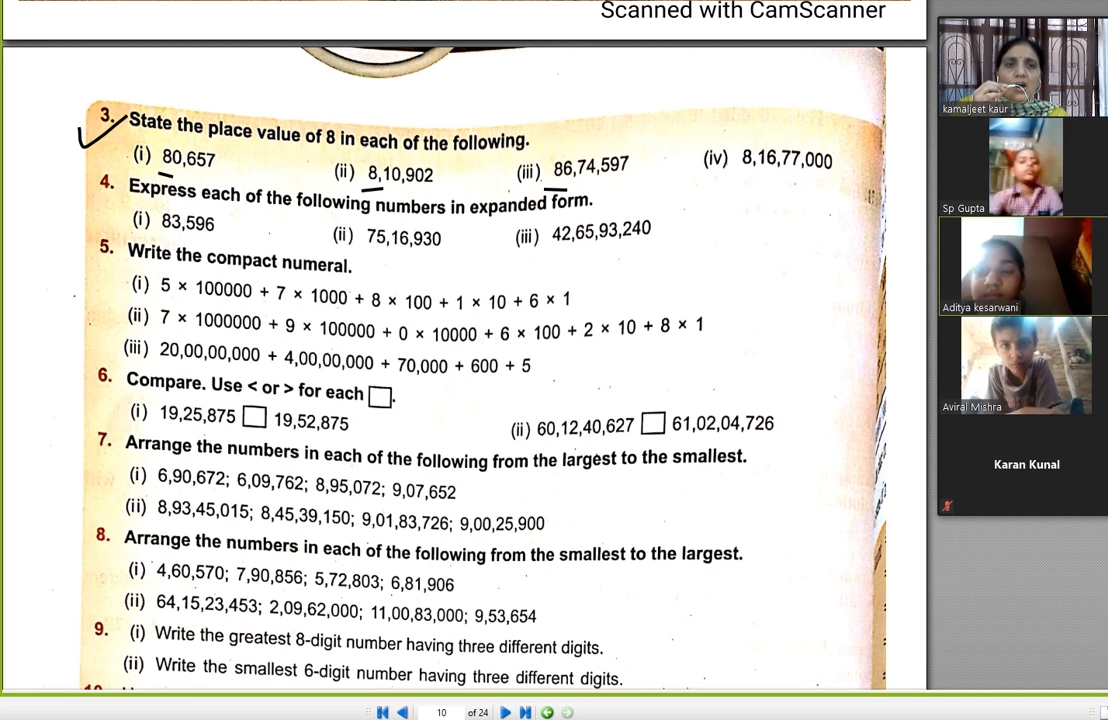 Scanned with CamScanner
3. State the place value of 8 in each of the following.
(i) 80,657 (ii) 8,10,902 (iii) 86,74,597 (iv) 8,16,77,000
4. Express each of the following numbers in expanded form.
(i) 83,596 (ii) 75,16,930 (iii) 42,65,93,240
5. Write the compact numeral.
(i) 5 × 100000 + 7 × 1000 + 8 × 100 + 1 × 10 + 6 × 1
(ii) 7 × 1000000 + 9 × 100000 + 0 × 10000 + 6 × 100 + 2 × 10 + 8 × 1
(iii) 20,00,00,000 + 4,00,00,000 + 70,000 + 600 + 5
6. Compare. Use < or > for each □.
(i) 19,25,875 □ 19,52,875 (ii) 60,12,40,627 □ 61,02,04,726
7. Arrange the numbers in each of the following from the largest to the smallest.
(i) 6,90,672; 6,09,762; 8,95,072; 9,07,652
(ii) 8,93,45,015; 8,45,39,150; 9,01,83,726; 9,00,25,900
8. Arrange the numbers in each of the following from the smallest to the largest.
(i) 4,60,570; 7,90,856; 5,72,803; 6,81,906
(ii) 64,15,23,453; 2,09,62,000; 11,00,83,000; 9,53,654
9. (i) Write the greatest 8-digit number having three different digits.
(ii) Write the smallest 6-digit number having three different digits.
10 of 24
kamaljeet kaur
Sp Gupta
Aditya kesarwani
Aviral Mishra
Karan Kunal